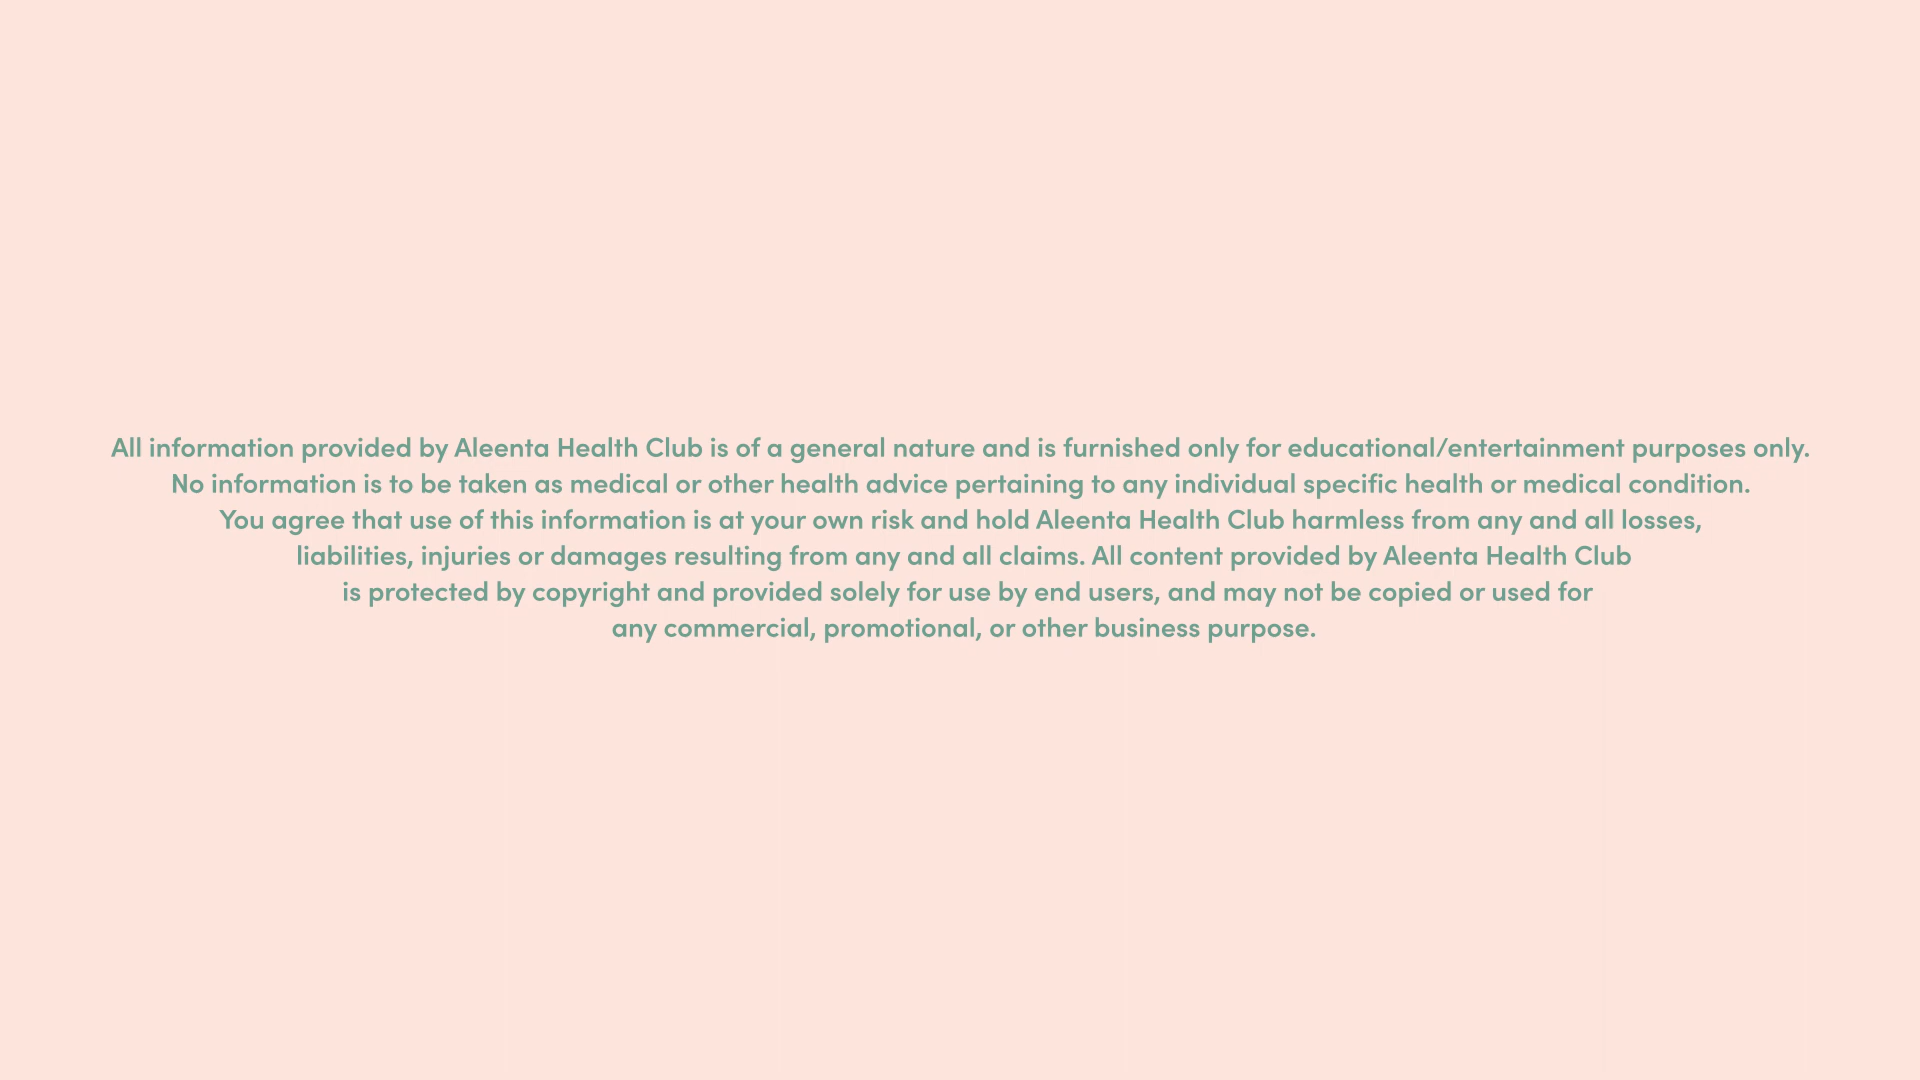 All information provided by Aleenta Health Club is of a general nature and is furnished only for educational/entertainment purposes only.
No information is to be taken as medical or other health advice pertaining to any individual specific health or medical condition.
You agree that use of this information is at your own risk and hold Aleenta Health Club harmless from any and all losses,
liabilities, injuries or damages resulting from any and all claims. All content provided by Aleenta Health Club
is protected by copyright and provided solely for use by end users, and may not be copied or used for
any commercial, promotional, or other business purpose.